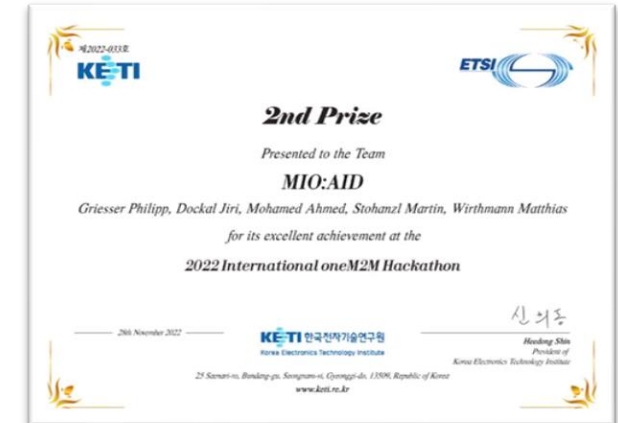 제2022-033호
KETI
ETSI
2nd Prize
Presented to the Team
MIO:AID
Griesser Philipp, Dockal Jiri, Mohamed Ahmed, Stohanzl Martin, Wirthmann Matthias
for its excellent achievement at the
2022 International oneM2M Hackathon
28th November 2022
KETI 한국전자기술연구원
Korea Electronics Technology Institute
신희동
Heedong Shin
President of
Korea Electronics Technology Institute
25 Saenari-ro, Bundang-gu, Seongnam-si, Gyeonggi-do, 13509, Republic of Korea
www.keti.re.kr